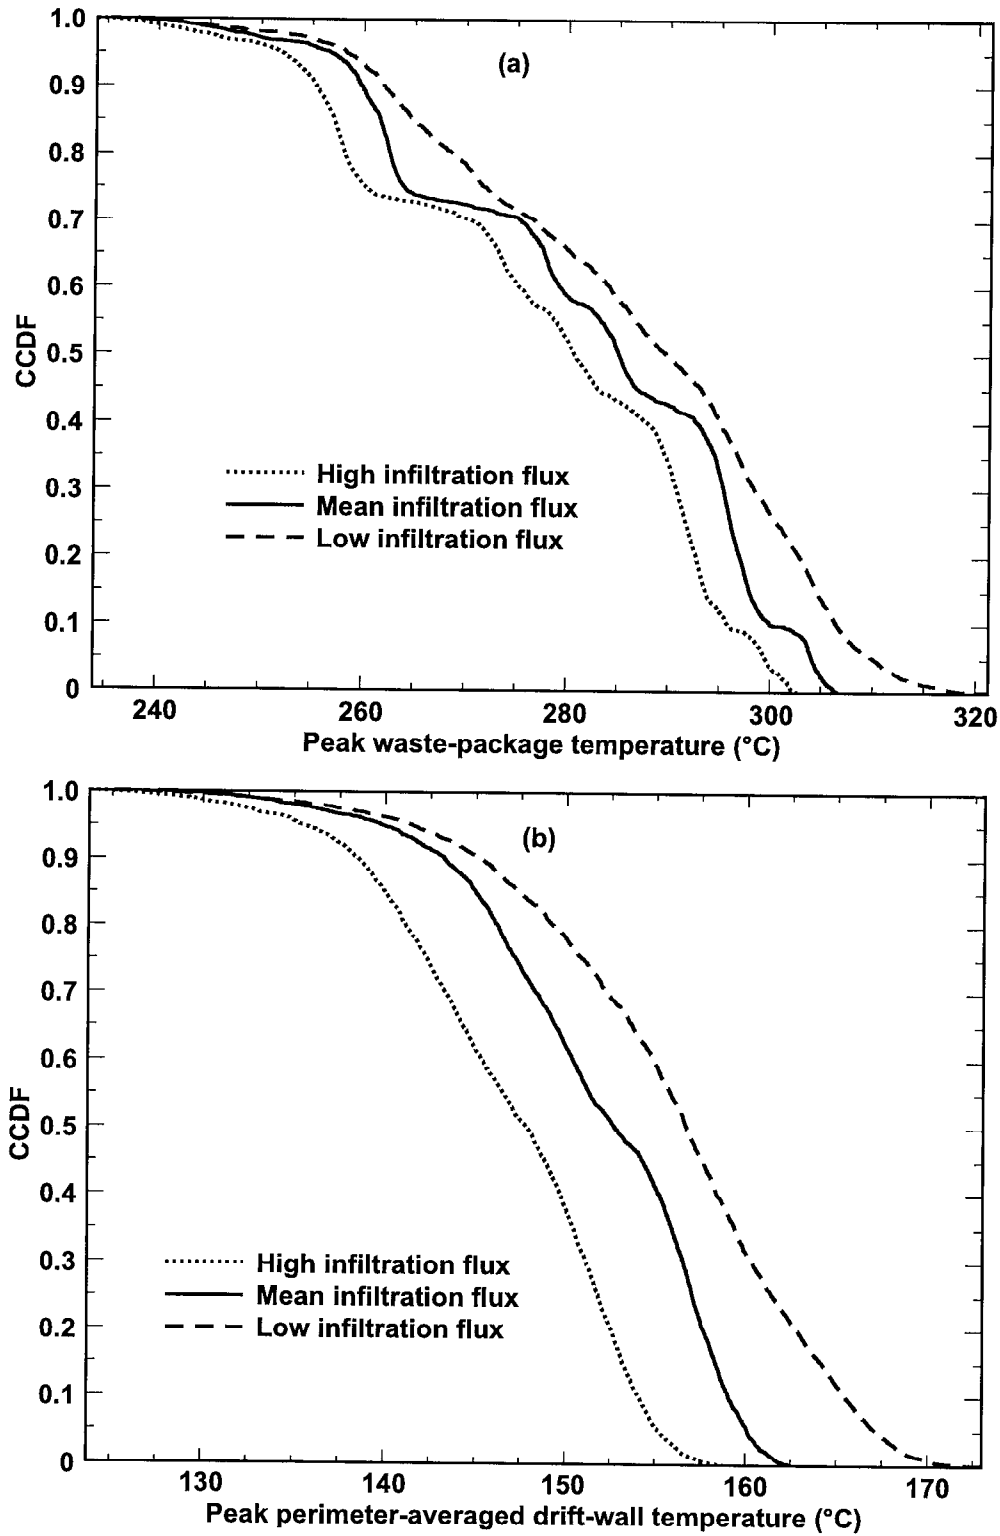 (a)
1.0
0.9
0.8
0.7
0.6
0.5
0.4
0.3
0.2
0.1
0
CCDF
High infiltration flux
Mean infiltration flux
Low infiltration flux
240 260 280 300 320
Peak waste-package temperature (°C)
(b)
1.0
0.9
0.8
0.7
0.6
0.5
0.4
0.3
0.2
0.1
0
CCDF
High infiltration flux
Mean infiltration flux
Low infiltration flux
130 140 150 160 170
Peak perimeter-averaged drift-wall temperature (°C)